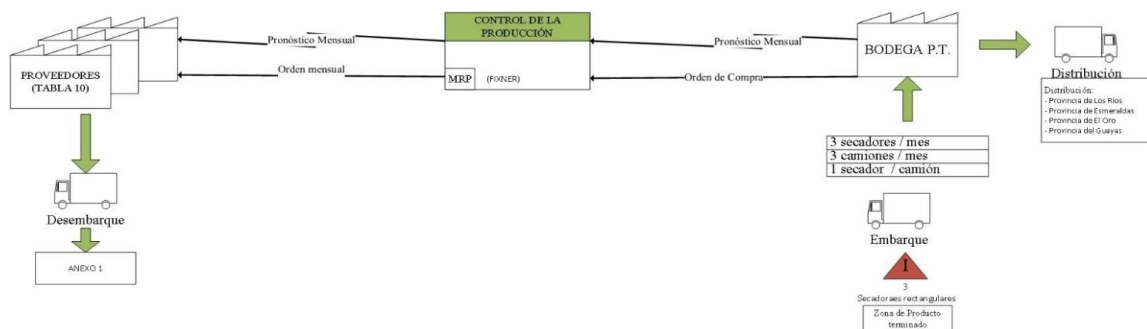 PROVEEDORES
(TABLA 10)
Pronóstico Mensual
Orden mensual
CONTROL DE LA
PRODUCCIÓN
MRP
(FIXNER)
Pronóstico Mensual
Orden de Compra
BODEGA P.T.
Distribución
Distribución:
- Provincia de Los Ríos
- Provincia de Esmeraldas
- Provincia de El Oro
- Provincia del Guayas
Desembarque
ANEXO 1
3 secadores / mes
3 camiones / mes
1 secador / camión
Embarque
I
3
Secadoraes rectangulares
Zona de Producto
terminado